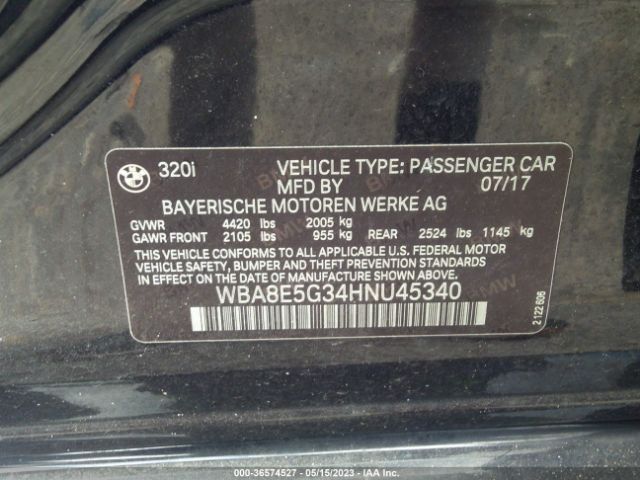 320i VEHICLE TYPE: PASSENGER CAR
MFD BY 07/17
BAYERISCHE MOTOREN WERKE AG
GVWR 4420 lbs 2005 kg
GAWR FRONT 2105 lbs 955 kg REAR 2524 lbs 1145 kg
THIS VEHICLE CONFORMS TO ALL APPLICABLE U.S. FEDERAL MOTOR
VEHICLE SAFETY, BUMPER AND THEFT PREVENTION STANDARDS
IN EFFECT ON THE DATE OF MANUFACTURE SHOWN ABOVE.
WBA8E5G34HNU45340
2 122 606
000-36574527 - 05/15/2023 - IAA Inc.